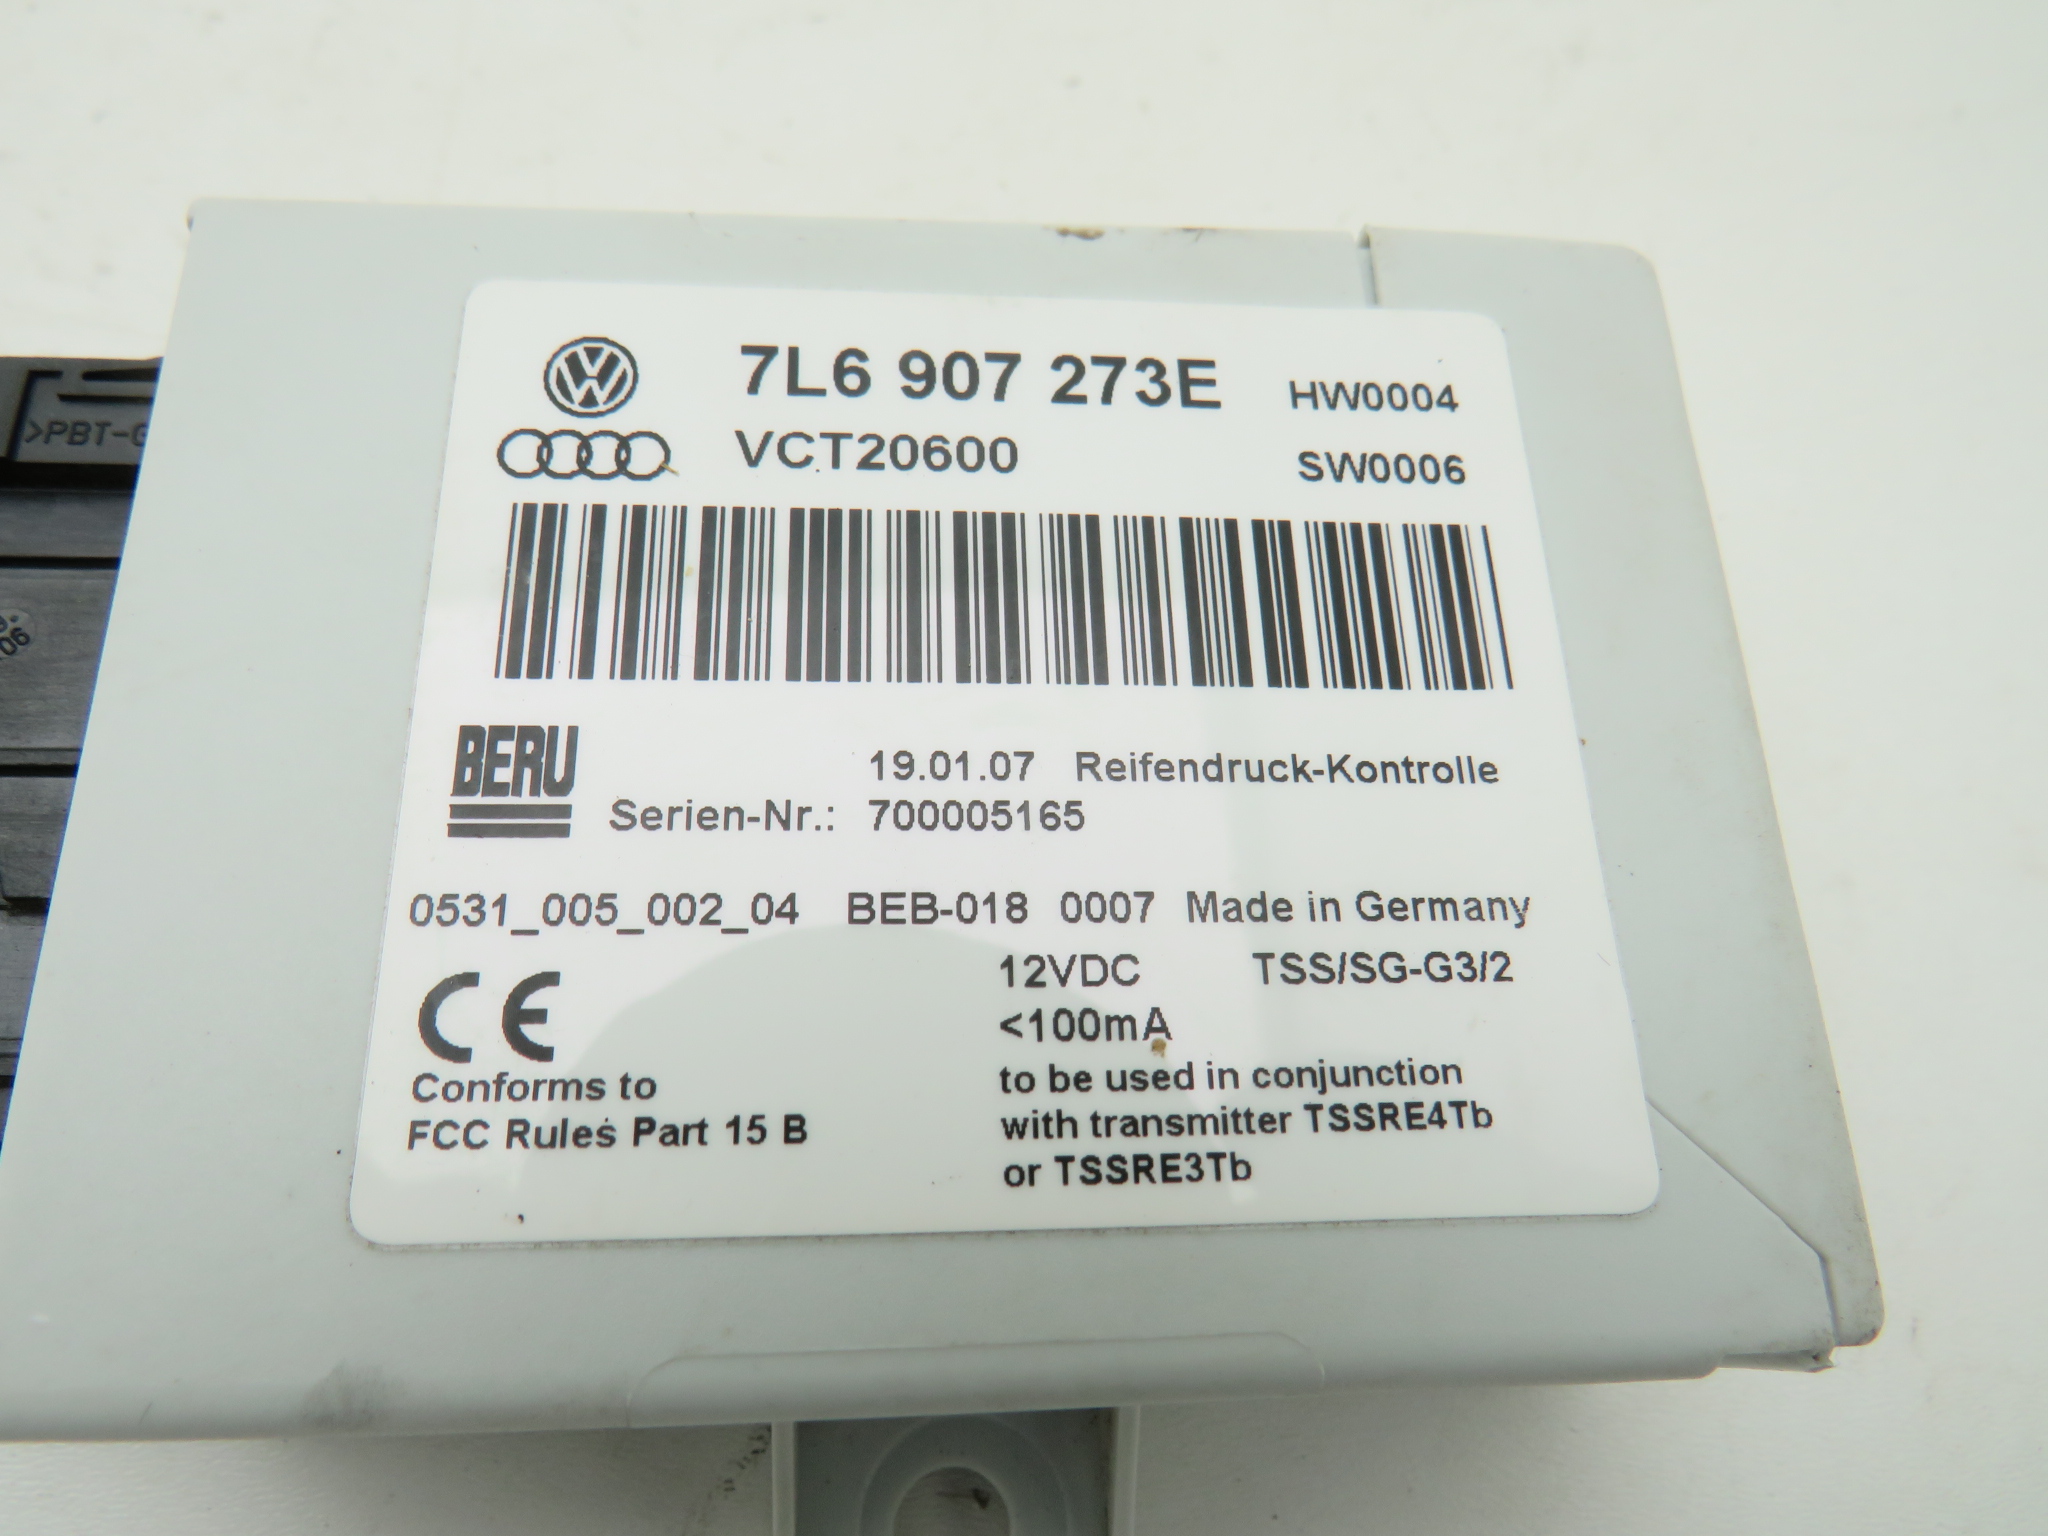 7L6 907 273E HW0004
VCT20600 SW0006
BERU
19.01.07 Reifendruck-Kontrolle
Serien-Nr.: 700005165
0531_005_002_04 BEB-018 0007 Made in Germany
12VDC TSS/SG-G3/2
<100mA
CE
Conforms to
FCC Rules Part 15 B
to be used in conjunction
with transmitter TSSRE4Tb
or TSSRE3Tb
>PBT-
06